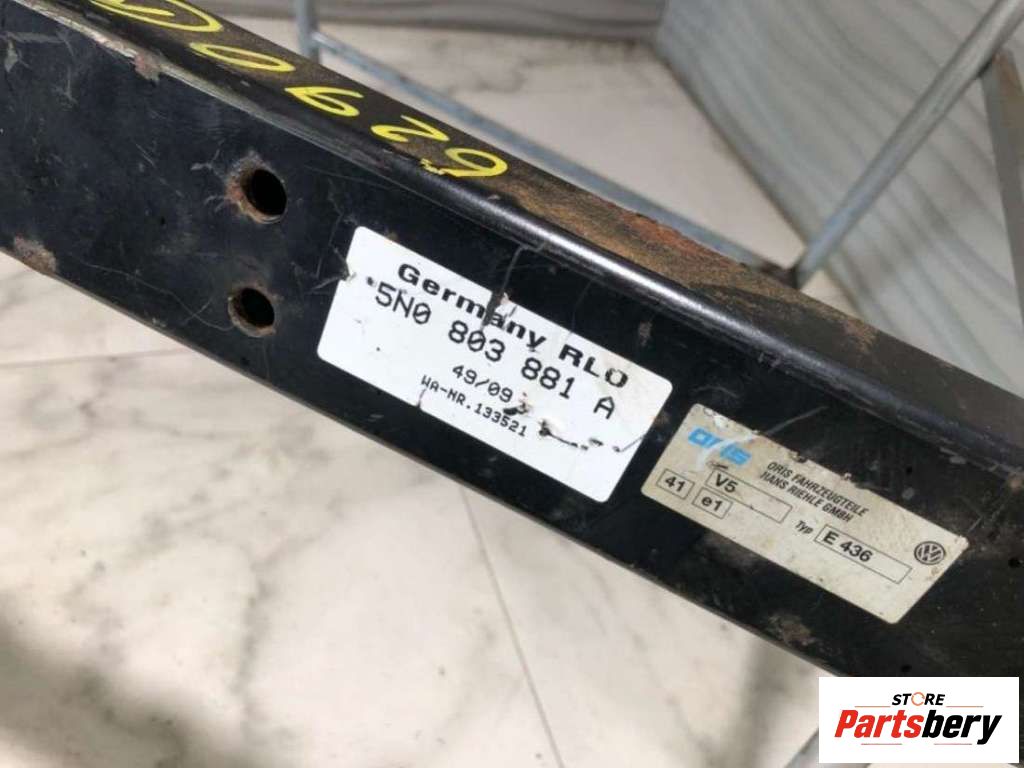 6290
Germany RLO
5N0 803 881 A
49/09
WA-NR.133521
oris
ORIS FAHRZEUGTEILE
HANS RIEHLE GMBH
V5
41 e1
Typ E 436
STORE
Partsbery